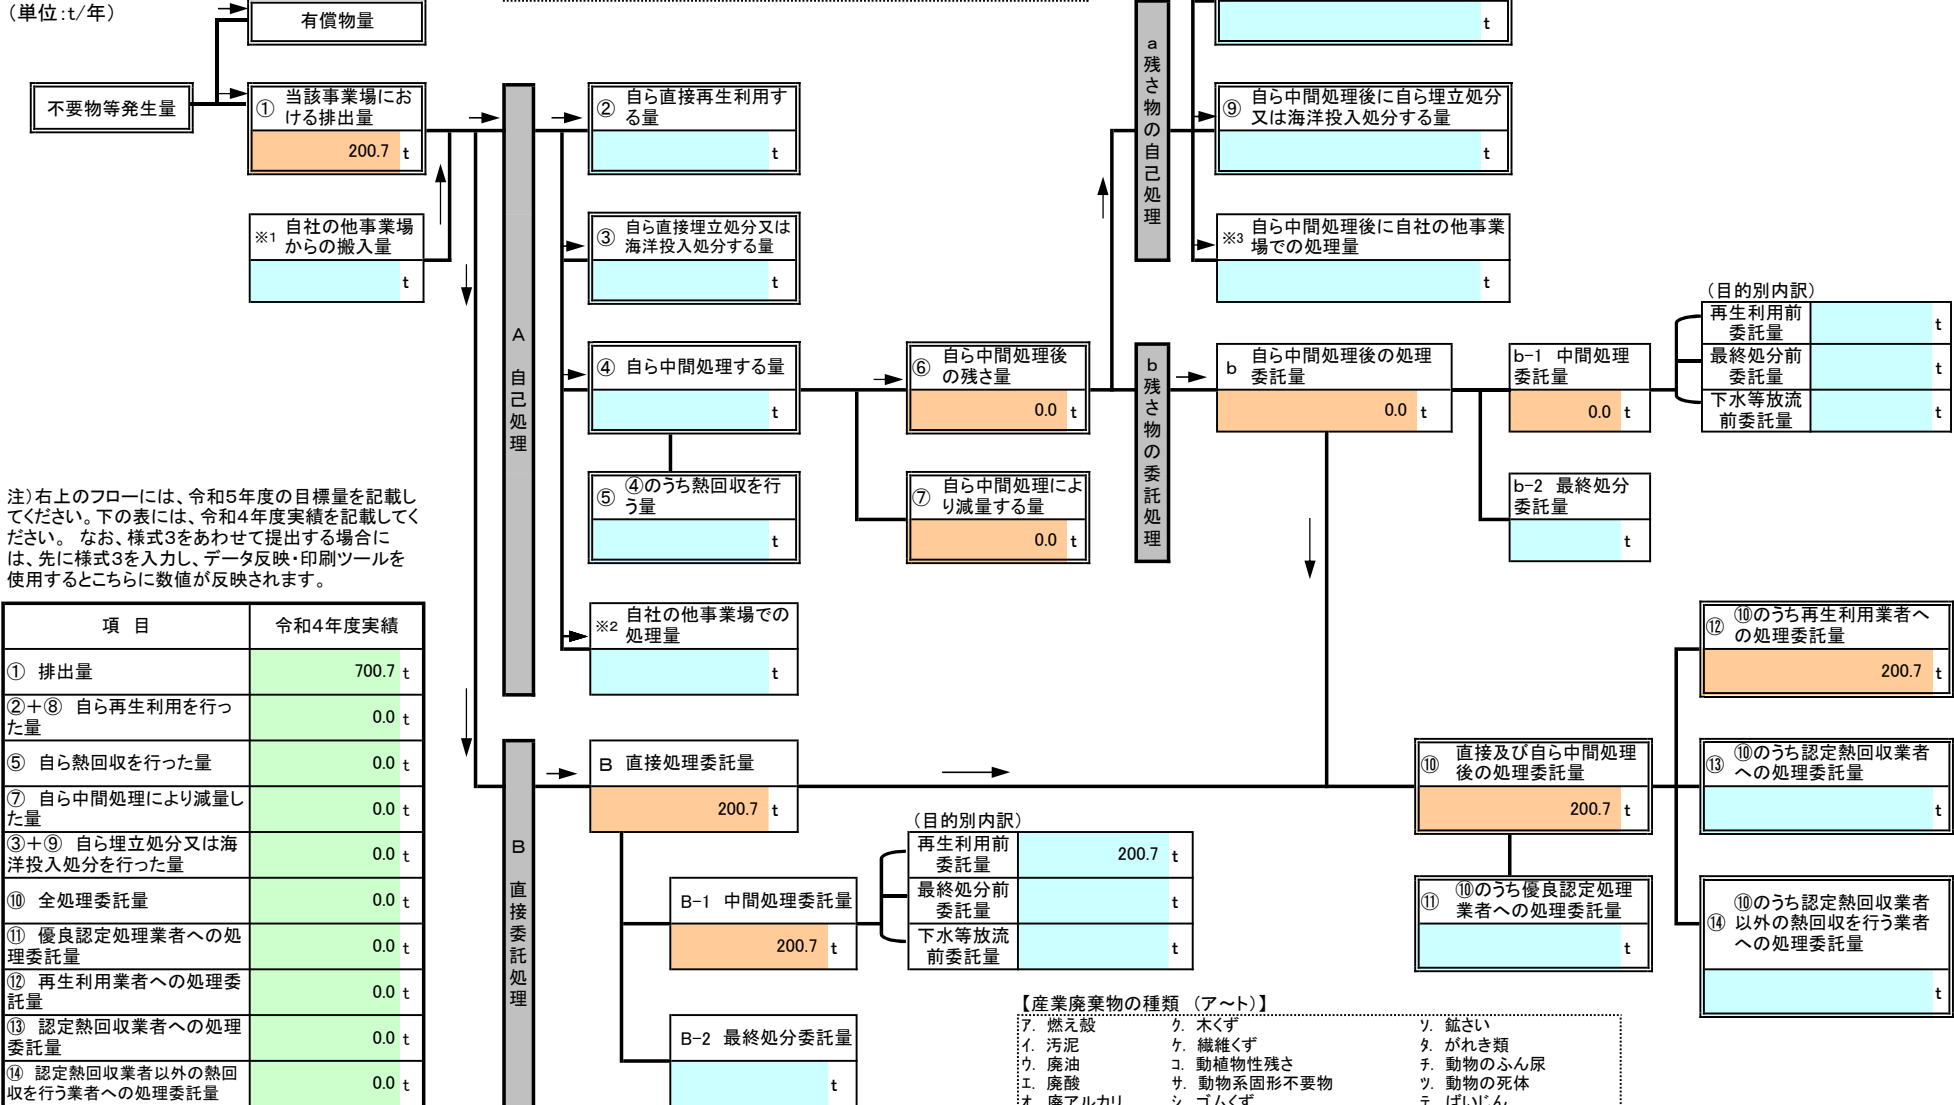 （単位：t/年）
有償物量
t
不要物等発生量
① 当該事業場にお
ける排出量
200.7 t
※1 自社の他事業場
からの搬入量
t
A 自己処理
② 自ら直接再生利用す
る量
t
③ 自ら直接埋立処分又は
海洋投入処分する量
t
④ 自ら中間処理する量
t
⑤ ④のうち熱回収を行
う量
t
※2 自社の他事業場での
処理量
t
⑥ 自ら中間処理後
の残さ量
0.0 t
⑦ 自ら中間処理によ
り減量する量
0.0 t
a 残さ物の自己処理
⑨ 自ら中間処理後に自ら埋立処分
又は海洋投入処分する量
t
※3 自ら中間処理後に自社の他事業
場での処理量
t
b 残さ物の委託処理
b 自ら中間処理後の処理
委託量
0.0 t
b-1 中間処理
委託量
0.0 t
（目的別内訳）
再生利用前
委託量
t
最終処分前
委託量
t
下水等放流
前委託量
t
b-2 最終処分
委託量
t
注）右上のフローには、令和５年度の目標量を記載し
てください。下の表には、令和４年度実績を記載してく
ださい。 なお、様式３をあわせて提出する場合に
は、先に様式３を入力し、データ反映・印刷ツールを
使用するとこちらに数値が反映されます。
項 目 令和４年度実績
① 排出量 700.7 t
②＋⑧ 自ら再生利用を行っ
た量 0.0 t
⑤ 自ら熱回収を行った量 0.0 t
⑦ 自ら中間処理により減量し
た量 0.0 t
③＋⑨ 自ら埋立処分又は海
洋投入処分を行った量 0.0 t
⑩ 全処理委託量 0.0 t
⑪ 優良認定処理業者への処
理委託量 0.0 t
⑫ 再生利用業者への処理委
託量 0.0 t
⑬ 認定熱回収業者への処理
委託量 0.0 t
⑭ 認定熱回収業者以外の熱回
収を行う業者への処理委託量 0.0 t
B 直接委託処理
B 直接処理委託量
200.7 t
B-1 中間処理委託量
200.7 t
B-2 最終処分委託量
t
（目的別内訳）
再生利用前
委託量
200.7 t
最終処分前
委託量
t
下水等放流
前委託量
t
⑩ 直接及び自ら中間処理
後の処理委託量
200.7 t
⑪ ⑩のうち優良認定処理
業者への処理委託量
t
⑫ ⑩のうち再生利用業者へ
の処理委託量
200.7 t
⑬ ⑩のうち認定熱回収業者
への処理委託量
t
⑭ ⑩のうち認定熱回収業者
以外の熱回収を行う業者
への処理委託量
t
【産業廃棄物の種類 （ア～ト）】
ｱ. 燃え殻 ｸ. 木くず ｿ. 鉱さい
ｲ. 汚泥 ｹ. 繊維くず ﾀ. がれき類
ｳ. 廃油 ｺ. 動植物性残さ ﾁ. 動物のふん尿
ｴ. 廃酸 ｻ. 動物系固形不要物 ﾂ. 動物の死体
ｵ. 廃アルカリ ｼ. ゴムくず ﾃ. ばいじん